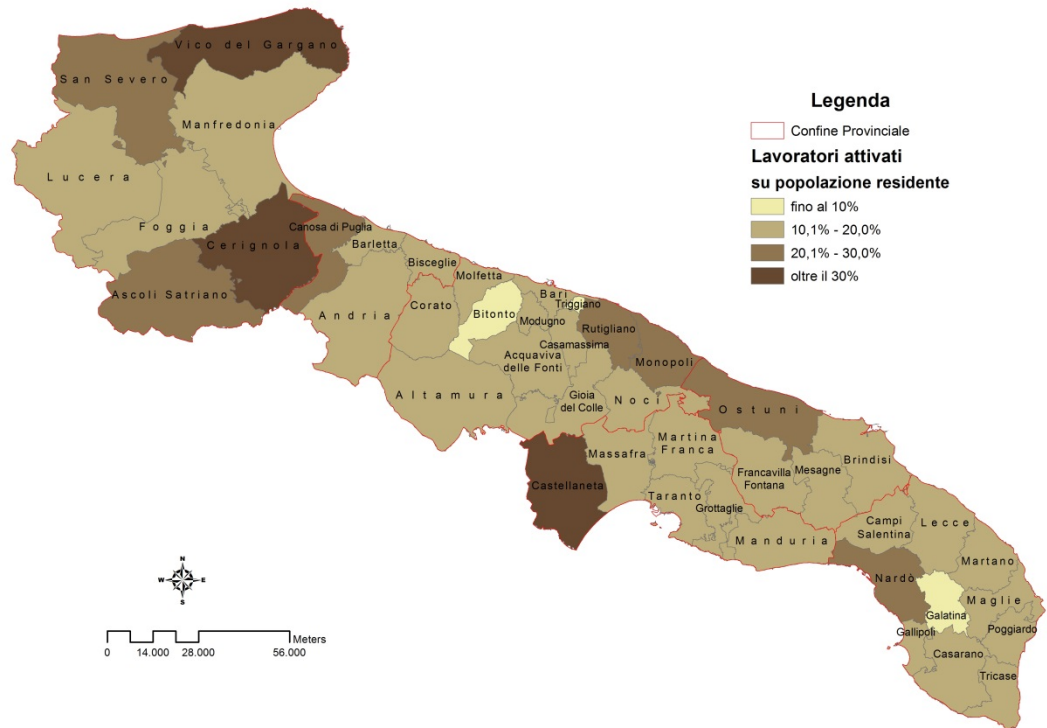 Vico del Gargano
San Severo
Manfredonia
Lucera
Foggia
Canosa di Puglia
Cerignola
Barletta
Bisceglie
Ascoli Satriano
Molfetta
Bari
Corato
Triggiano
Andria
Bitonto
Modugno
Rutigliano
Casamassima
Acquaviva
delle Fonti
Monopoli
Altamura
Gioia
del Colle
Noci
Ostuni
Massafra
Martina
Franca
Brindisi
Castellaneta
Francavilla
Fontana
Mesagne
Taranto
Grottaglie
Manduria
Campi
Salentina
Lecce
Martano
Nardò
Maglie
Galatina
Gallipoli
Poggiardo
Casarano
Tricase
Legenda
Confine Provinciale
Lavoratori attivati
su popolazione residente
fino al 10%
10,1% - 20,0%
20,1% - 30,0%
oltre il 30%
N
W E
S
Meters
0 14.000 28.000 56.000